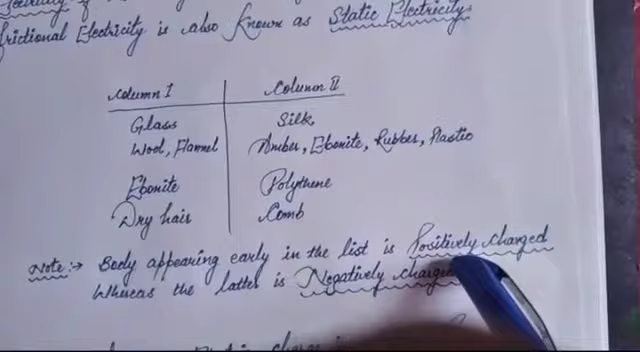 frictional Electricity is also known as Static Electricity
Column I Column II
Glass Silk
Wool, Flannel Amber, Ebonite, Rubber, Plastic
Ebonite Polythene
Dry hair Comb
Note:→ Body appearing early in the list is Positively charged
Whereas the latter is Negatively charged